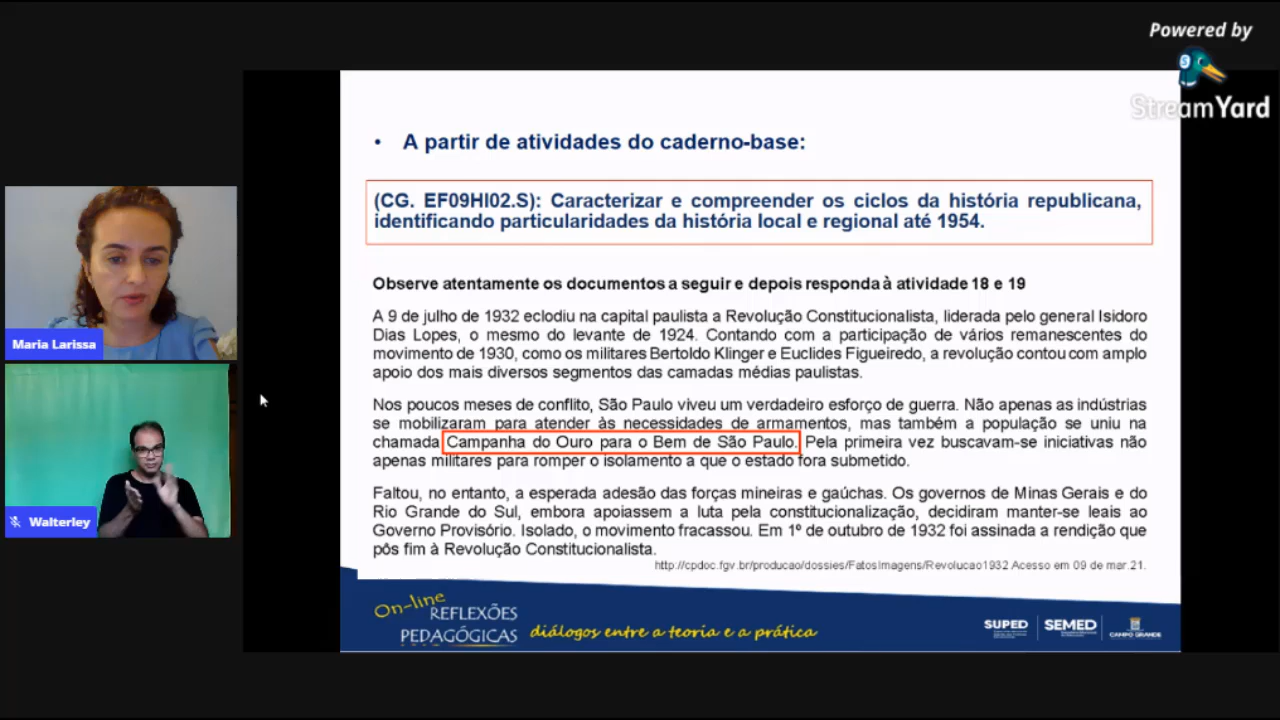 Powered by
StreamYard
• A partir de atividades do caderno-base:
(CG. EF09HI02.S): Caracterizar e compreender os ciclos da história republicana,
identificando particularidades da história local e regional até 1954.
Observe atentamente os documentos a seguir e depois responda à atividade 18 e 19
A 9 de julho de 1932 eclodiu na capital paulista a Revolução Constitucionalista, liderada pelo general Isidoro
Dias Lopes, o mesmo do levante de 1924. Contando com a participação de vários remanescentes do
movimento de 1930, como os militares Bertoldo Klinger e Euclides Figueiredo, a revolução contou com amplo
apoio dos mais diversos segmentos das camadas médias paulistas.
Nos poucos meses de conflito, São Paulo viveu um verdadeiro esforço de guerra. Não apenas as indústrias
se mobilizaram para atender às necessidades de armamentos, mas também a população se uniu na
chamada Campanha do Ouro para o Bem de São Paulo. Pela primeira vez buscavam-se iniciativas não
apenas militares para romper o isolamento a que o estado fora submetido.
Faltou, no entanto, a esperada adesão das forças mineiras e gaúchas. Os governos de Minas Gerais e do
Rio Grande do Sul, embora apoiassem a luta pela constitucionalização, decidiram manter-se leais ao
Governo Provisório. Isolado, o movimento fracassou. Em 1º de outubro de 1932 foi assinada a rendição que
pôs fim à Revolução Constitucionalista.
http://cpdoc.fgv.br/producao/dossies/FatosImagens/Revolucao1932 Acesso em 09 de mar.21.
Maria Larissa
Walterley
On-line
REFLEXÕES
PEDAGÓGICAS
diálogos entre a teoria e a prática
SUPED
SEMED
CAMPO GRANDE